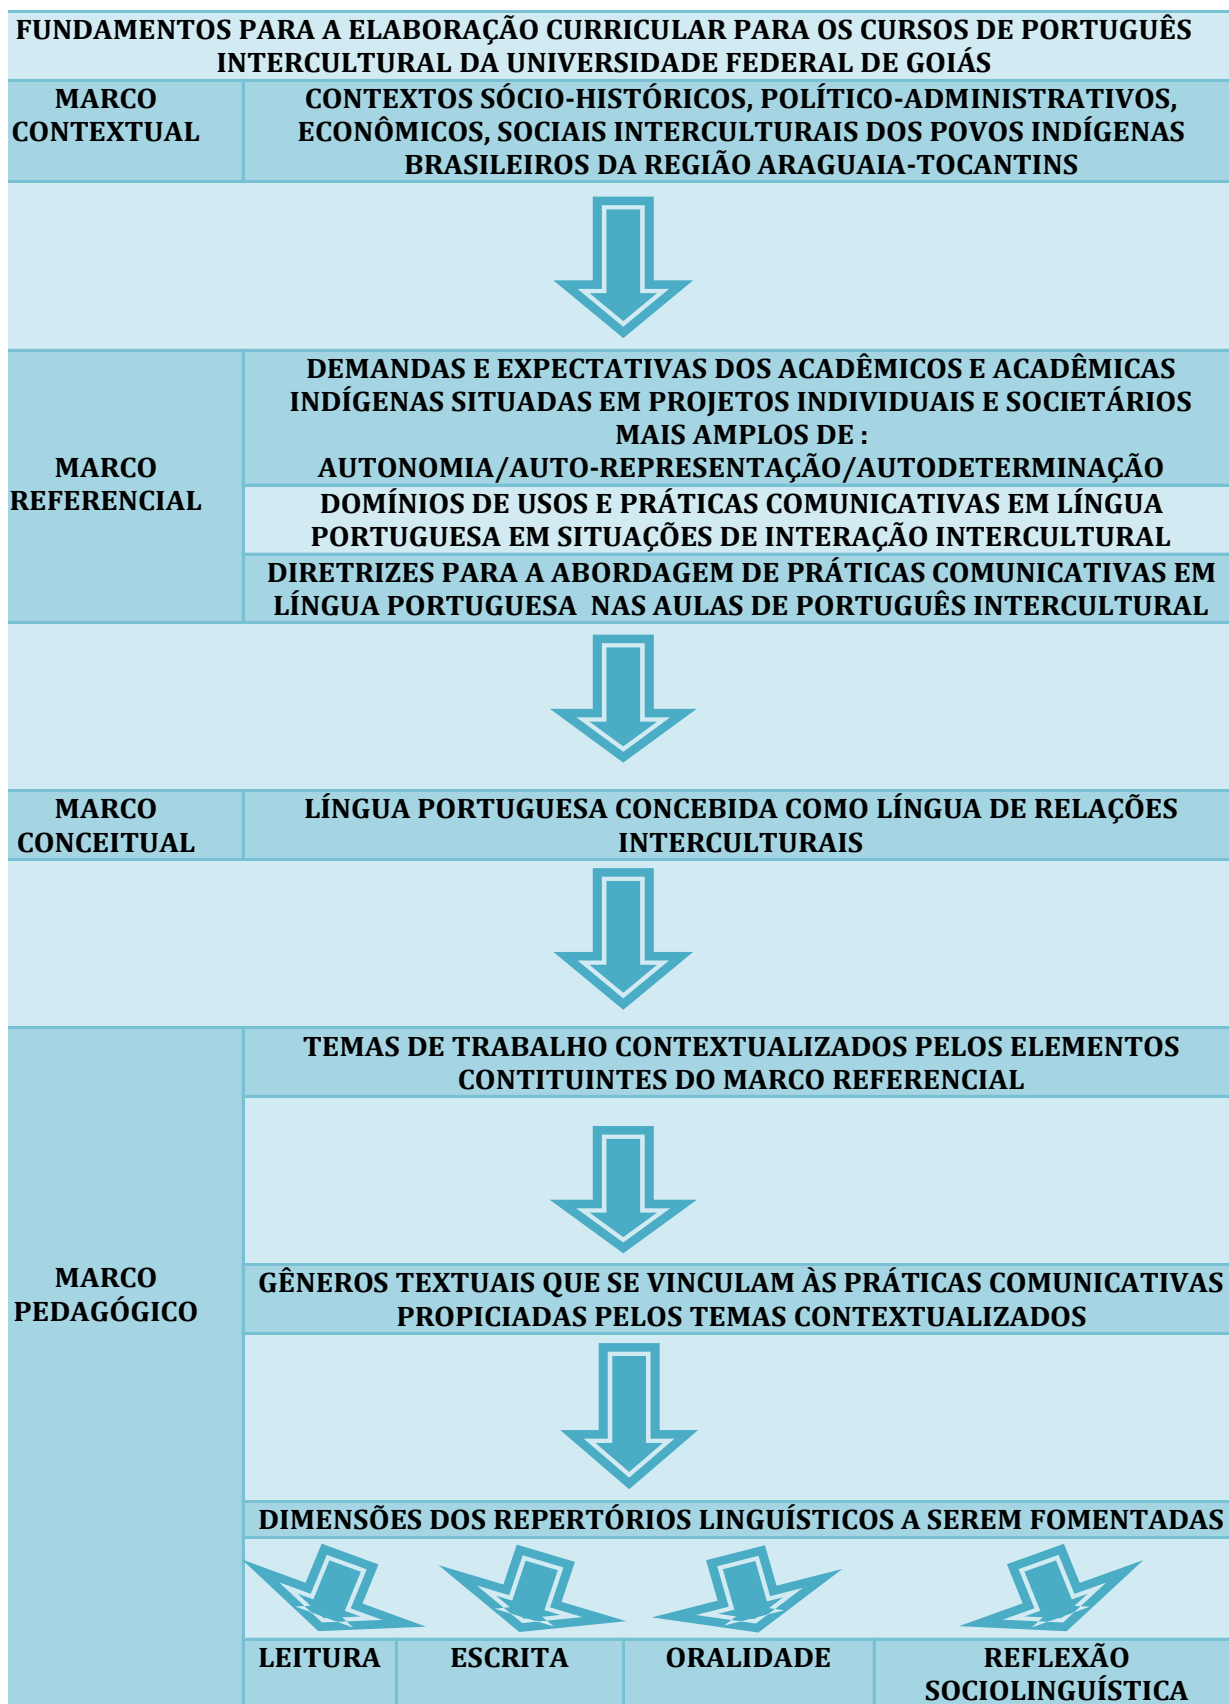 FUNDAMENTOS PARA A ELABORAÇÃO CURRICULAR PARA OS CURSOS DE PORTUGUÊS
INTERCULTURAL DA UNIVERSIDADE FEDERAL DE GOIÁS
MARCO
CONTEXTUAL
CONTEXTOS SÓCIO-HISTÓRICOS, POLÍTICO-ADMINISTRATIVOS,
ECONÔMICOS, SOCIAIS INTERCULTURAIS DOS POVOS INDÍGENAS
BRASILEIROS DA REGIÃO ARAGUAIA-TOCANTINS
MARCO
REFERENCIAL
DEMANDAS E EXPECTATIVAS DOS ACADÊMICOS E ACADÊMICAS
INDÍGENAS SITUADAS EM PROJETOS INDIVIDUAIS E SOCIETÁRIOS
MAIS AMPLOS DE :
AUTONOMIA/AUTO-REPRESENTAÇÃO/AUTODETERMINAÇÃO
DOMÍNIOS DE USOS E PRÁTICAS COMUNICATIVAS EM LÍNGUA
PORTUGUESA EM SITUAÇÕES DE INTERAÇÃO INTERCULTURAL
DIRETRIZES PARA A ABORDAGEM DE PRÁTICAS COMUNICATIVAS EM
LÍNGUA PORTUGUESA NAS AULAS DE PORTUGUÊS INTERCULTURAL
MARCO
CONCEITUAL
LÍNGUA PORTUGUESA CONCEBIDA COMO LÍNGUA DE RELAÇÕES
INTERCULTURAIS
MARCO
PEDAGÓGICO
TEMAS DE TRABALHO CONTEXTUALIZADOS PELOS ELEMENTOS
CONTITUINTES DO MARCO REFERENCIAL
GÊNEROS TEXTUAIS QUE SE VINCULAM ÀS PRÁTICAS COMUNICATIVAS
PROPICIADAS PELOS TEMAS CONTEXTUALIZADOS
DIMENSÕES DOS REPERTÓRIOS LINGUÍSTICOS A SEREM FOMENTADAS
LEITURA
ESCRITA
ORALIDADE
REFLEXÃO
SOCIOLINGUÍSTICA